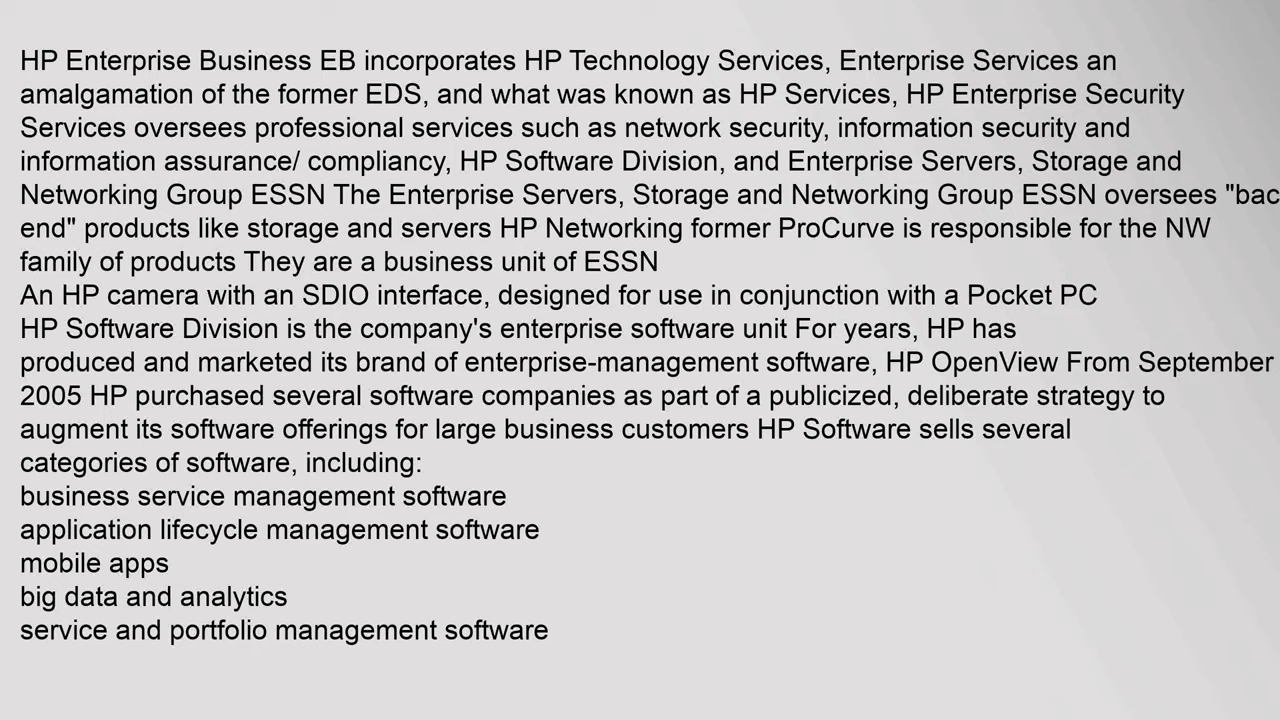 HP Enterprise Business EB incorporates HP Technology Services, Enterprise Services an
amalgamation of the former EDS, and what was known as HP Services, HP Enterprise Security
Services oversees professional services such as network security, information security and
information assurance/ compliancy, HP Software Division, and Enterprise Servers, Storage and
Networking Group ESSN The Enterprise Servers, Storage and Networking Group ESSN oversees "bac
end" products like storage and servers HP Networking former ProCurve is responsible for the NW
family of products They are a business unit of ESSN
An HP camera with an SDIO interface, designed for use in conjunction with a Pocket PC
HP Software Division is the company's enterprise software unit For years, HP has
produced and marketed its brand of enterprise-management software, HP OpenView From September
2005 HP purchased several software companies as part of a publicized, deliberate strategy to
augment its software offerings for large business customers HP Software sells several
categories of software, including:
business service management software
application lifecycle management software
mobile apps
big data and analytics
service and portfolio management software